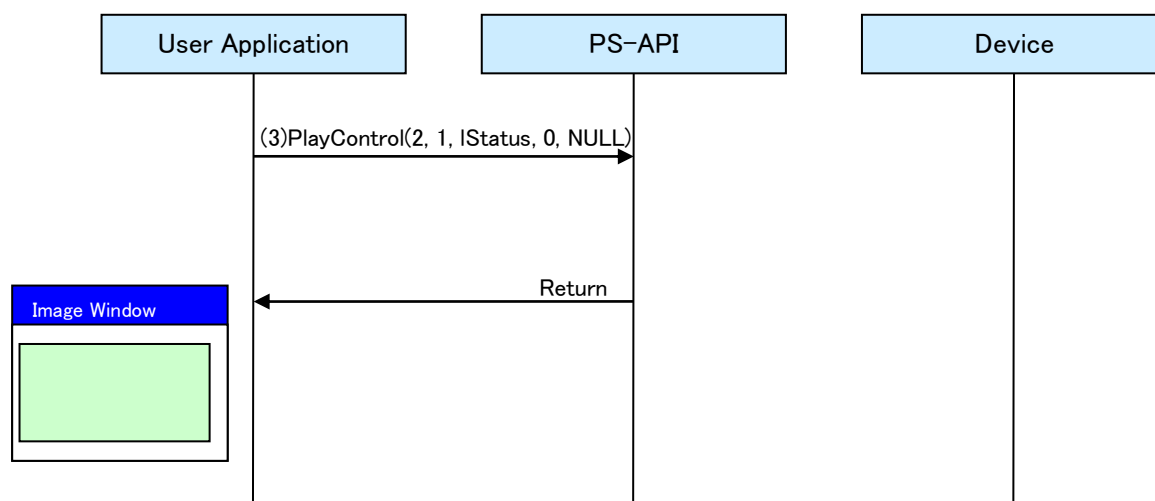 User Application
PS-API
Device
(3)PlayControl(2, 1, lStatus, 0, NULL)
Return
Image Window